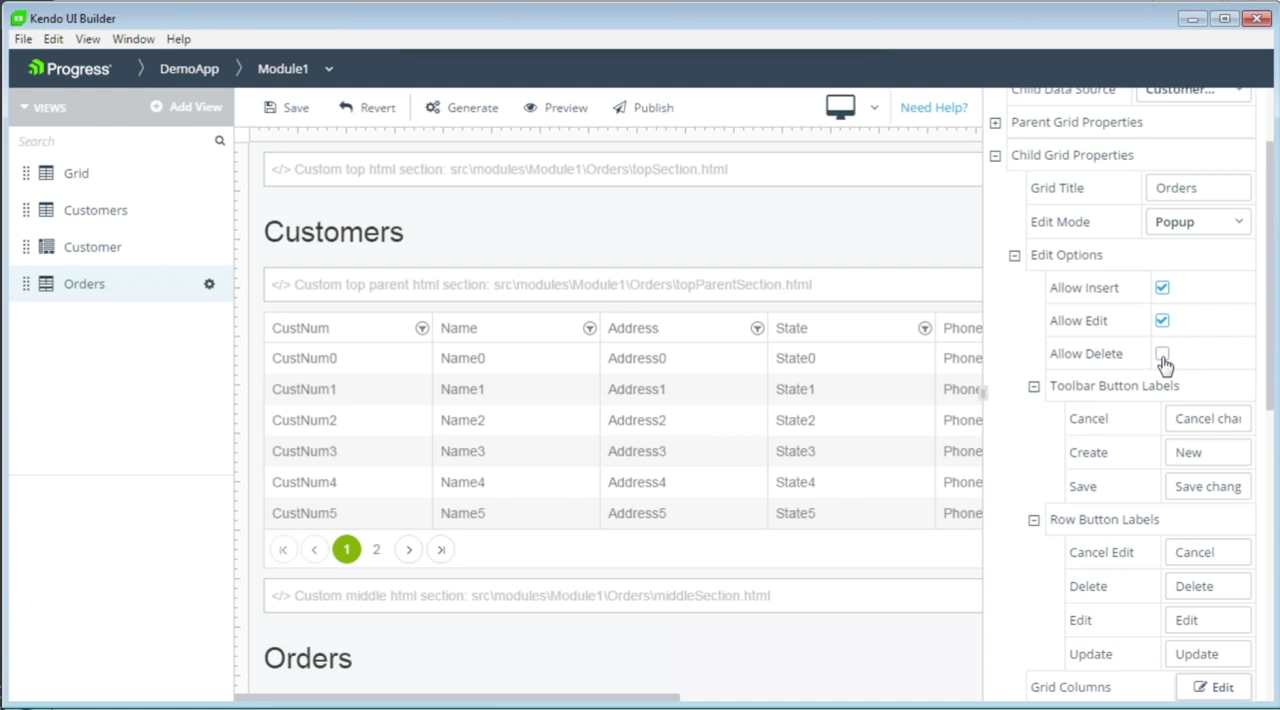 Kendo UI Builder
File Edit View Window Help
Progress DemoApp Module1
VIEWS Add View
Save Revert Generate Preview Publish Need Help?
Search
Grid
Customers
Customer
Orders
</> Custom top html section: src\modules\Module1\Orders\topSection.html
Customers
</> Custom top parent html section: src\modules\Module1\Orders\topParentSection.html
CustNum Name Address State Phone
CustNum0 Name0 Address0 State0 Phone
CustNum1 Name1 Address1 State1 Phone
CustNum2 Name2 Address2 State2 Phone
CustNum3 Name3 Address3 State3 Phone
CustNum4 Name4 Address4 State4 Phone
CustNum5 Name5 Address5 State5 Phone
1 2
</> Custom middle html section: src\modules\Module1\Orders\middleSection.html
Orders
Child Data Source Customer...
Parent Grid Properties
Child Grid Properties
Grid Title Orders
Edit Mode Popup
Edit Options
Allow Insert
Allow Edit
Allow Delete
Toolbar Button Labels
Cancel Cancel chai
Create New
Save Save chang
Row Button Labels
Cancel Edit Cancel
Delete Delete
Edit Edit
Update Update
Grid Columns Edit